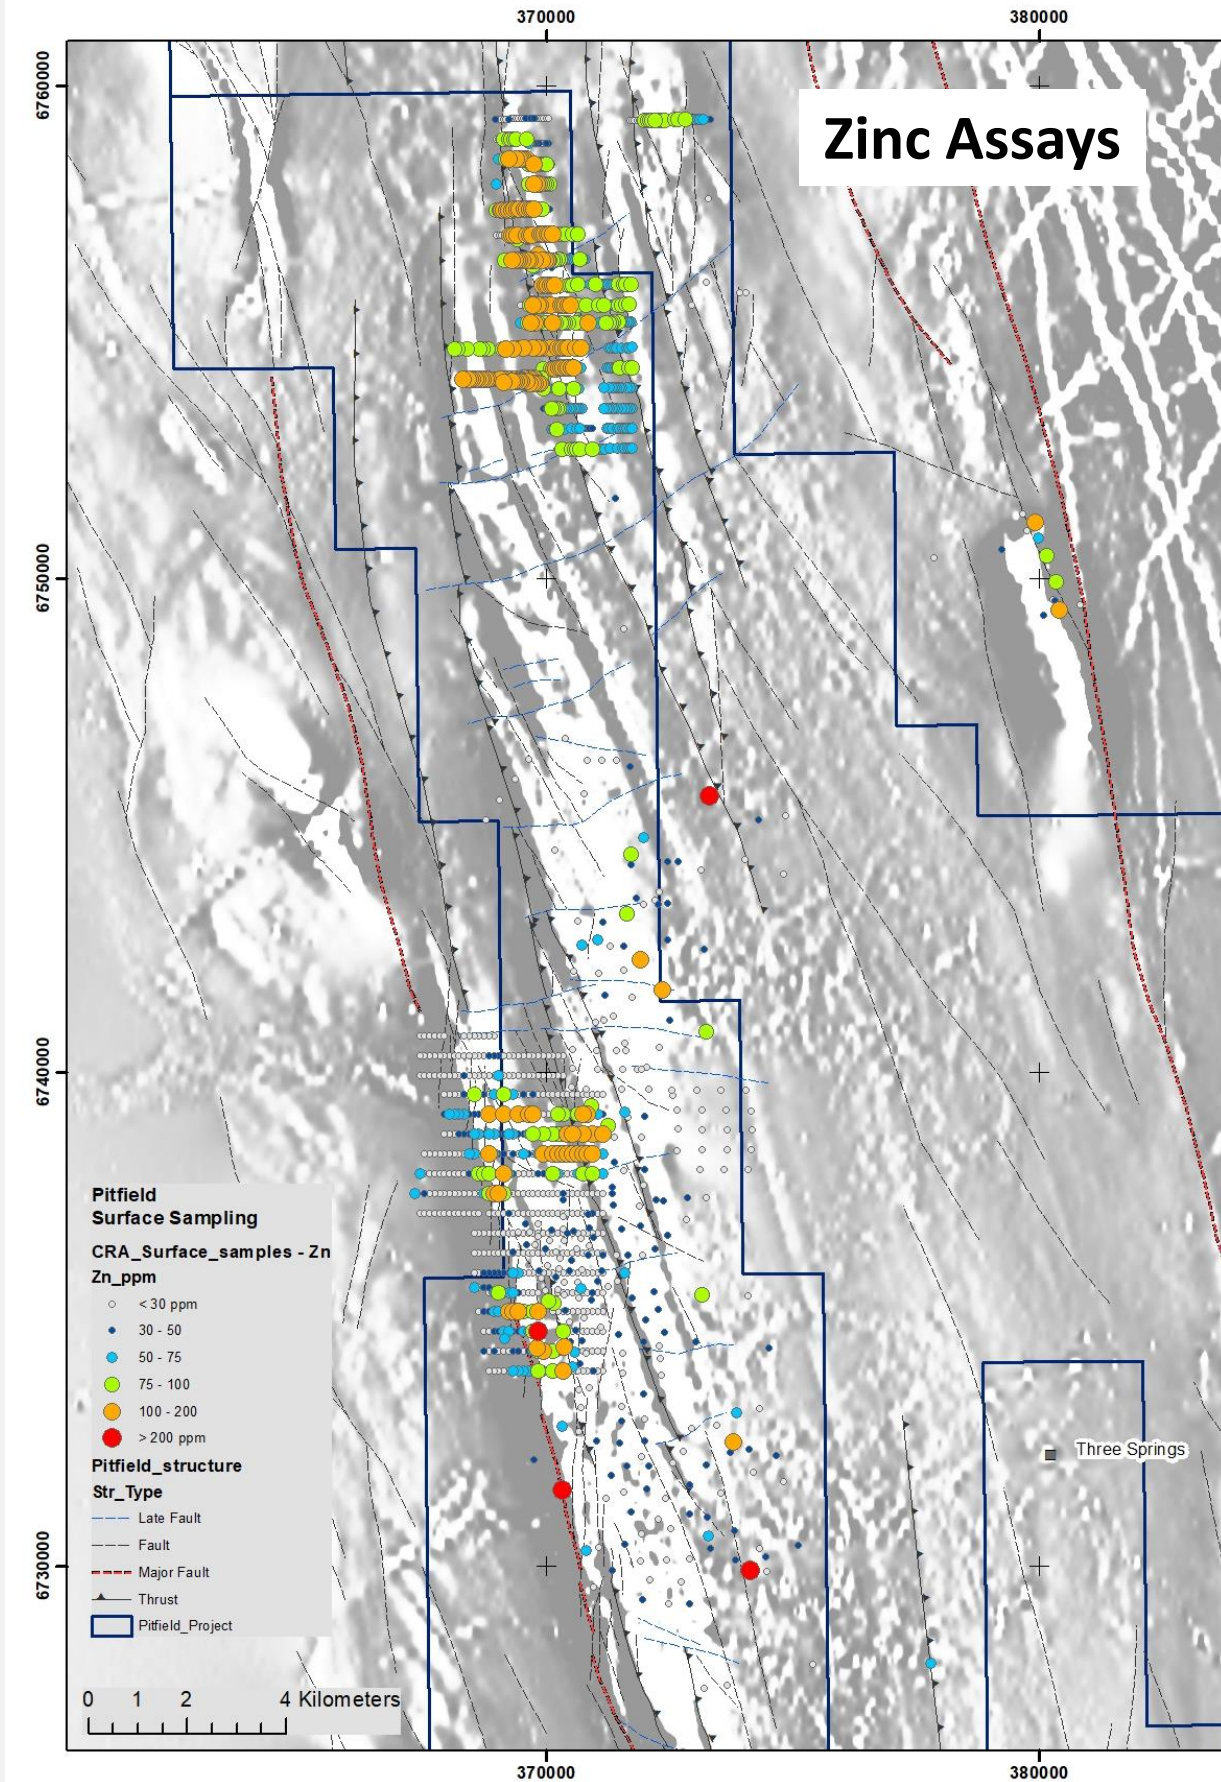 370000
380000
6760000
Zinc Assays
6750000
6740000
Pitfield
Surface Sampling
CRA_Surface_samples - Zn
Zn_ppm
< 30 ppm
30 - 50
50 - 75
75 - 100
100 - 200
> 200 ppm
Pitfield_structure
Str_Type
Late Fault
Fault
Major Fault
Thrust
Pitfield_Project
Three Springs
6730000
0 1 2 4 Kilometers
370000
380000